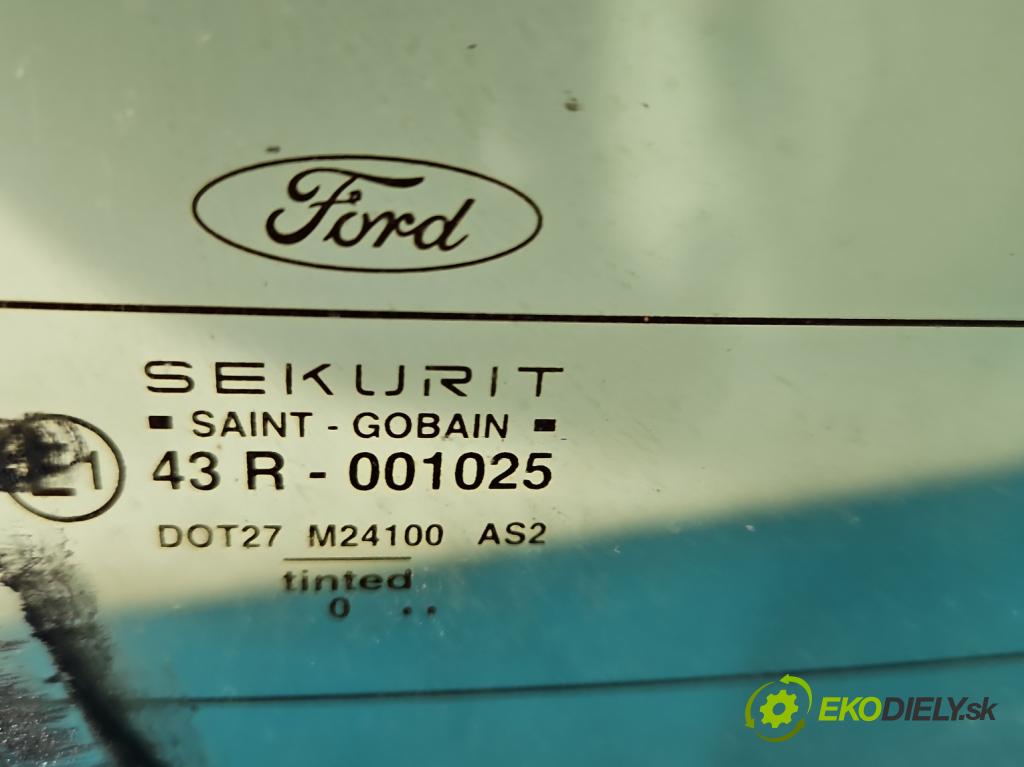 Ford
SEKURIT
SAINT - GOBAIN
E1
43 R - 001025
DOT27 M24100 AS2
tinted
0 ..
EKODIELY.sk